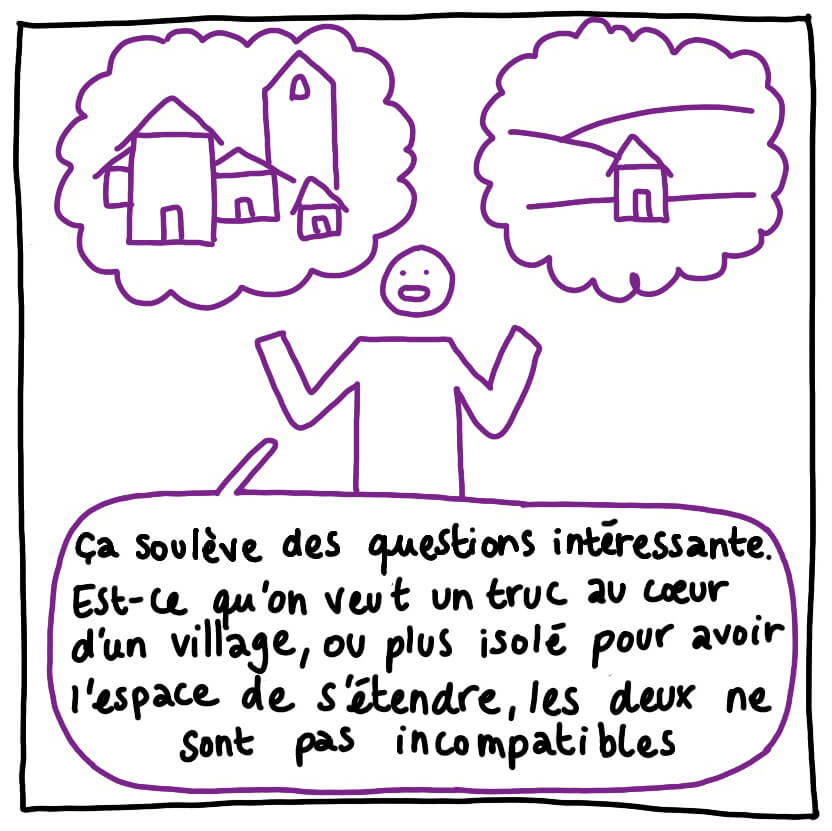 ça soulève des questions intéressante.
Est-ce qu'on veut un truc au cœur
d'un village, ou plus isolé pour avoir
l'espace de s'étendre, les deux ne
sont pas incompatibles